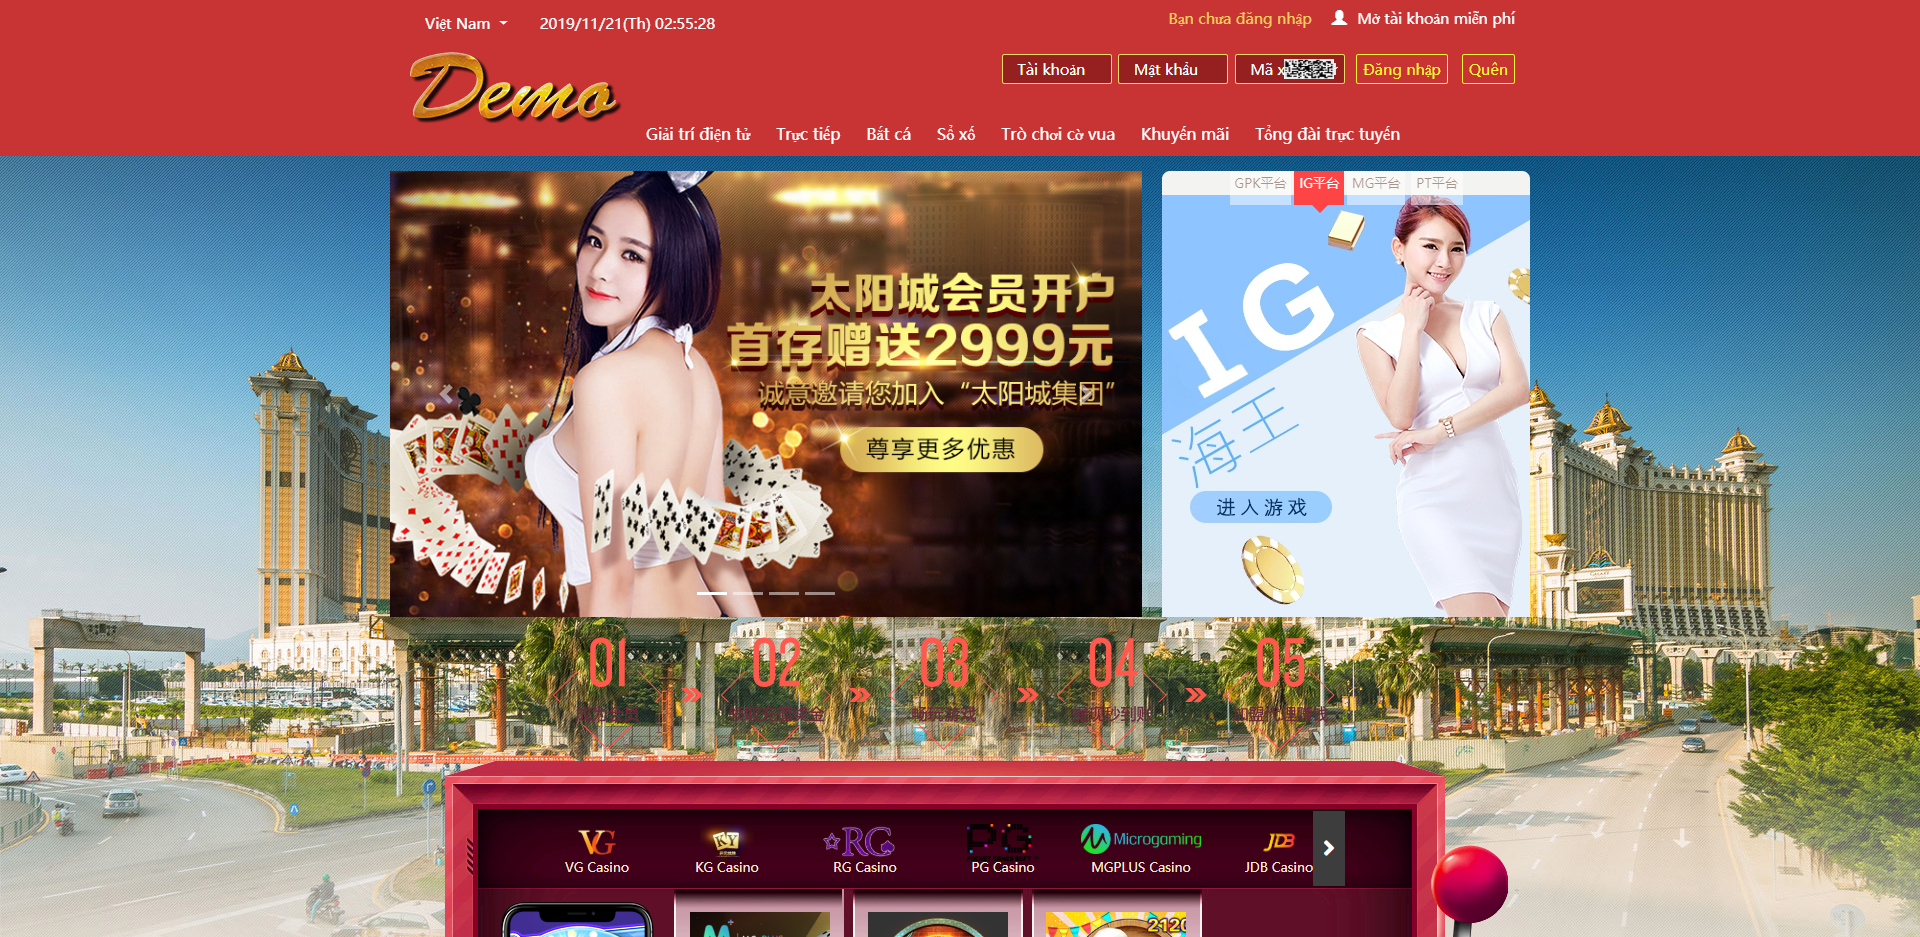 Việt Nam
2019/11/21(Th) 02:55:28
Bạn chưa đăng nhập
Mở tài khoản miễn phí
Demo
Tài khoản
Mật khẩu
Mã
Đăng nhập
Quên
Giải trí điện tử
Trực tiếp
Bắt cá
Sổ xố
Trò chơi cờ vua
Khuyến mãi
Tổng đài trực tuyến
太阳城会员开户
首存赠送2999元
诚意邀请您加入“太阳城集团”
尊享更多优惠
GPK平台
IG平台
MG平台
PT平台
IG
海王
进入游戏
01
02
03
04
05
VG
VG Casino
KY
KG Casino
RG
RG Casino
PG
PG Casino
Microgaming
MGPLUS Casino
JDB
JDB Casino
2120